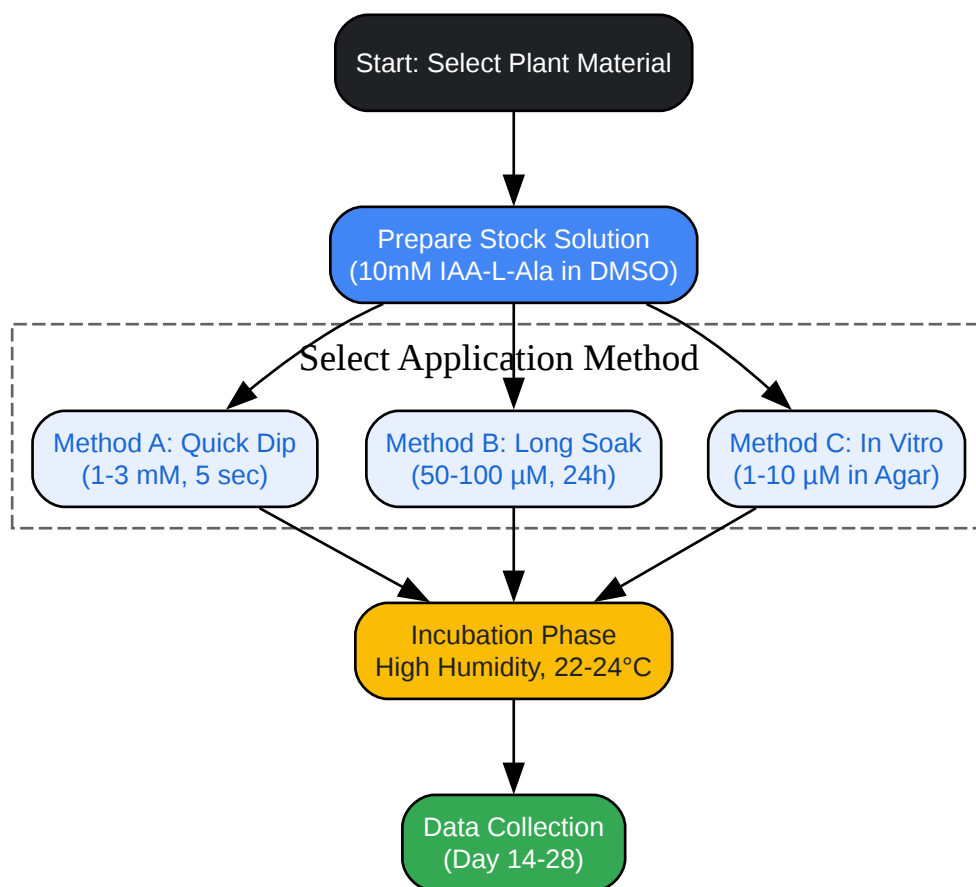 Start: Select Plant Material
Prepare Stock Solution
(10mM IAA-L-Ala in DMSO)
Select Application Method
Method A: Quick Dip
(1-3 mM, 5 sec)
Method B: Long Soak
(50-100 µM, 24h)
Method C: In Vitro
(1-10 µM in Agar)
Incubation Phase
High Humidity, 22-24°C
Data Collection
(Day 14-28)